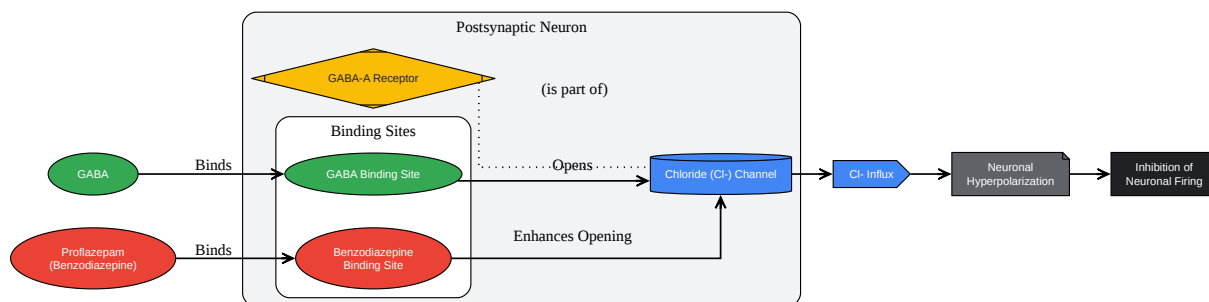 Postsynaptic Neuron
GABA-A Receptor
(is part of)
Binding Sites
GABA
Binds
GABA Binding Site
Opens
Chloride (Cl-) Channel
Cl- Influx
Neuronal
Hyperpolarization
Inhibition of
Neuronal Firing
Proflazepam
(Benzodiazepine)
Binds
Benzodiazepine
Binding Site
Enhances Opening